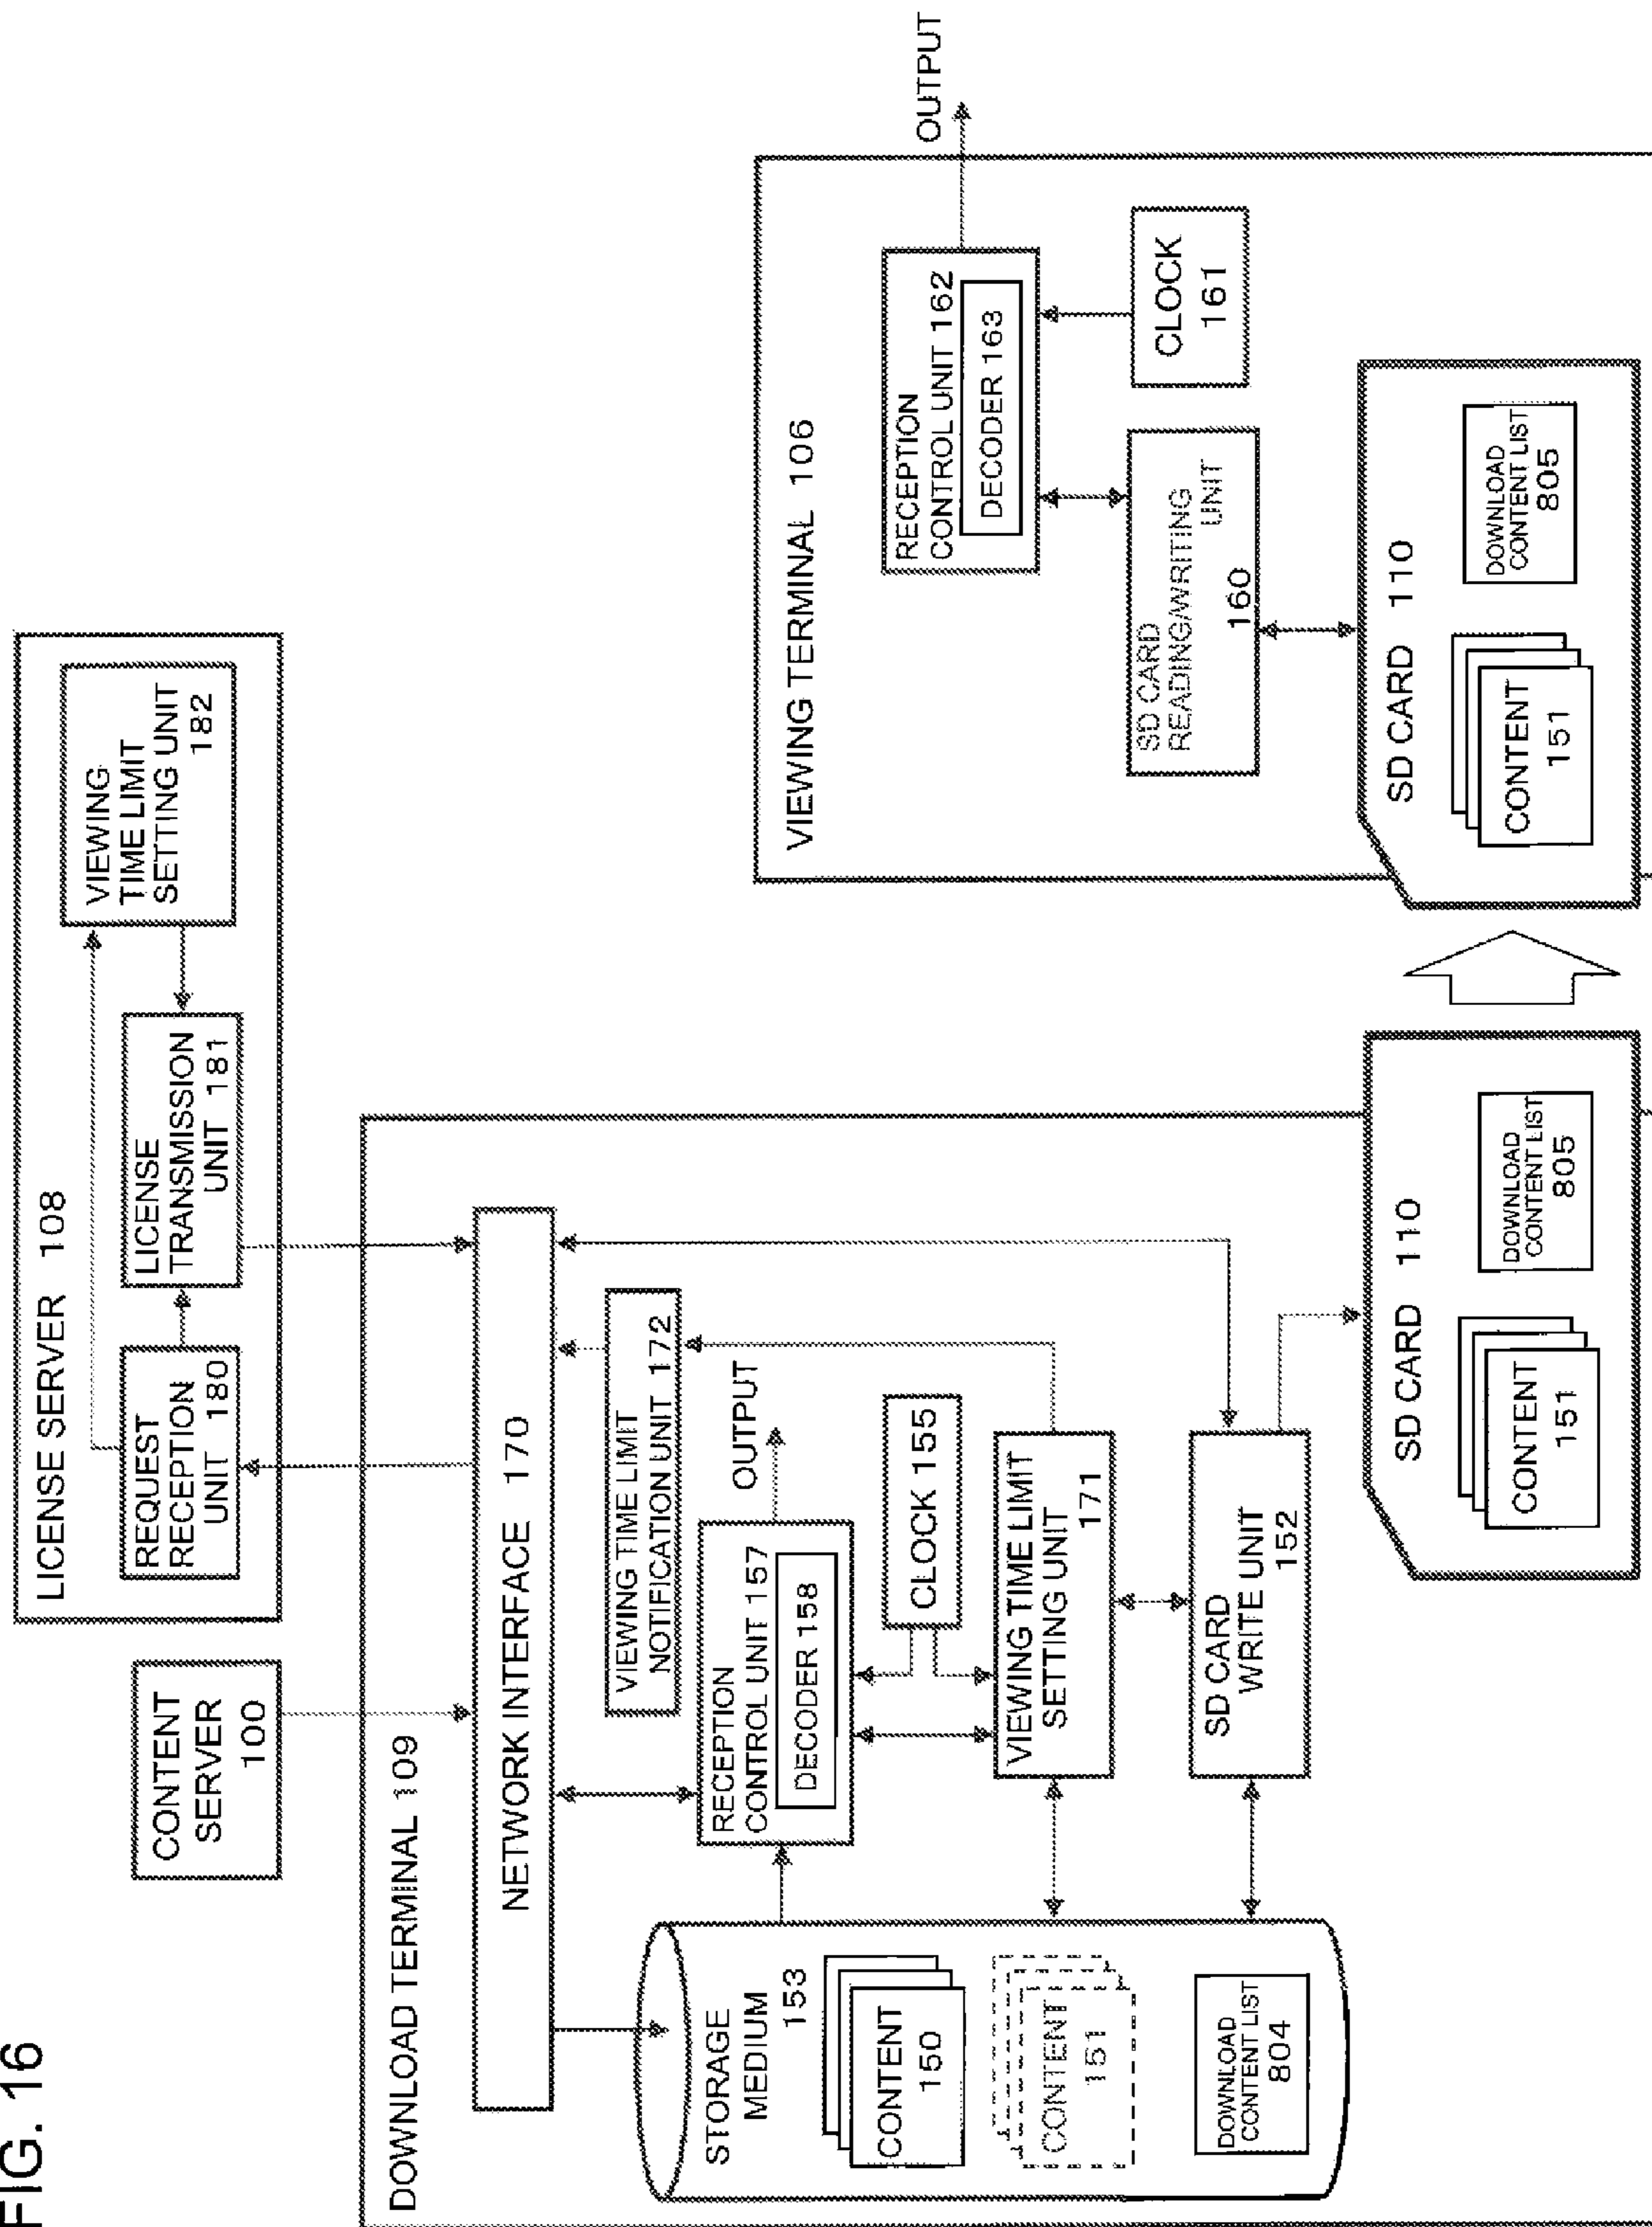 FIG. 16
CONTENT
SERVER
100
LICENSE SERVER 108
REQUEST
RECEPTION
UNIT 180
LICENSE
TRANSMISSION
UNIT 181
VIEWING
TIME LIMIT
SETTING UNIT
182
DOWNLOAD TERMINAL 109
NETWORK INTERFACE 170
STORAGE
MEDIUM
153
CONTENT
150
CONTENT
151
DOWNLOAD
CONTENT LIST
804
VIEWING TIME LIMIT
NOTIFICATION UNIT 172
RECEPTION
CONTROL UNIT 157
DECODER 158
OUTPUT
CLOCK 155
VIEWING TIME LIMIT
SETTING UNIT
171
SD CARD
WRITE UNIT
152
SD CARD 110
CONTENT
151
DOWNLOAD
CONTENT LIST
805
VIEWING TERMINAL 106
RECEPTION
CONTROL UNIT 162
DECODER 163
OUTPUT
SD CARD
READING/WRITING
UNIT
160
CLOCK
161
SD CARD 110
CONTENT
151
DOWNLOAD
CONTENT LIST
805